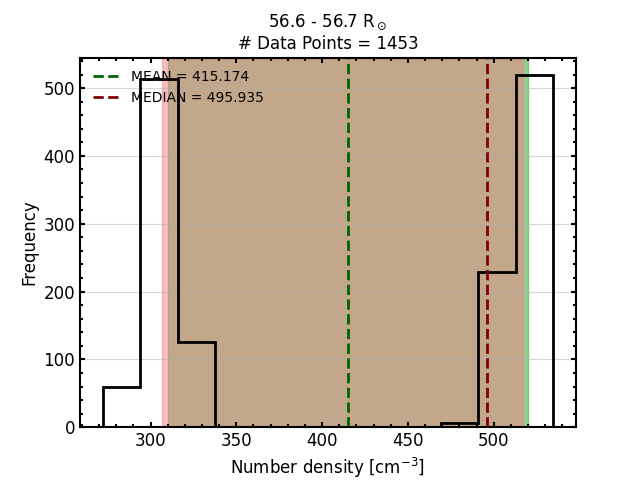 56.6 - 56.7 R⊙
# Data Points = 1453
MEAN = 415.174
MEDIAN = 495.935
Frequency
500
400
300
200
100
0
300 350 400 450 500
Number density [cm⁻³]